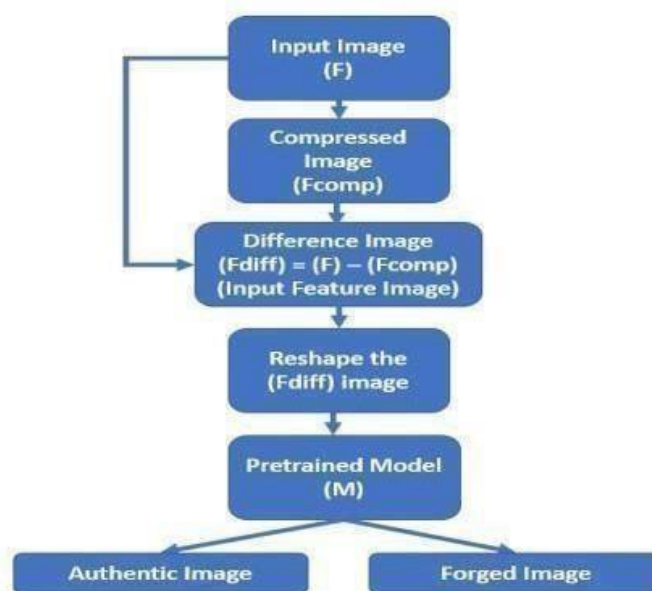 Input Image
(F)
Compressed
Image
(Fcomp)
Difference Image
(Fdiff) = (F) – (Fcomp)
(Input Feature Image)
Reshape the
(Fdiff) image
Pretrained Model
(M)
Authentic Image
Forged Image